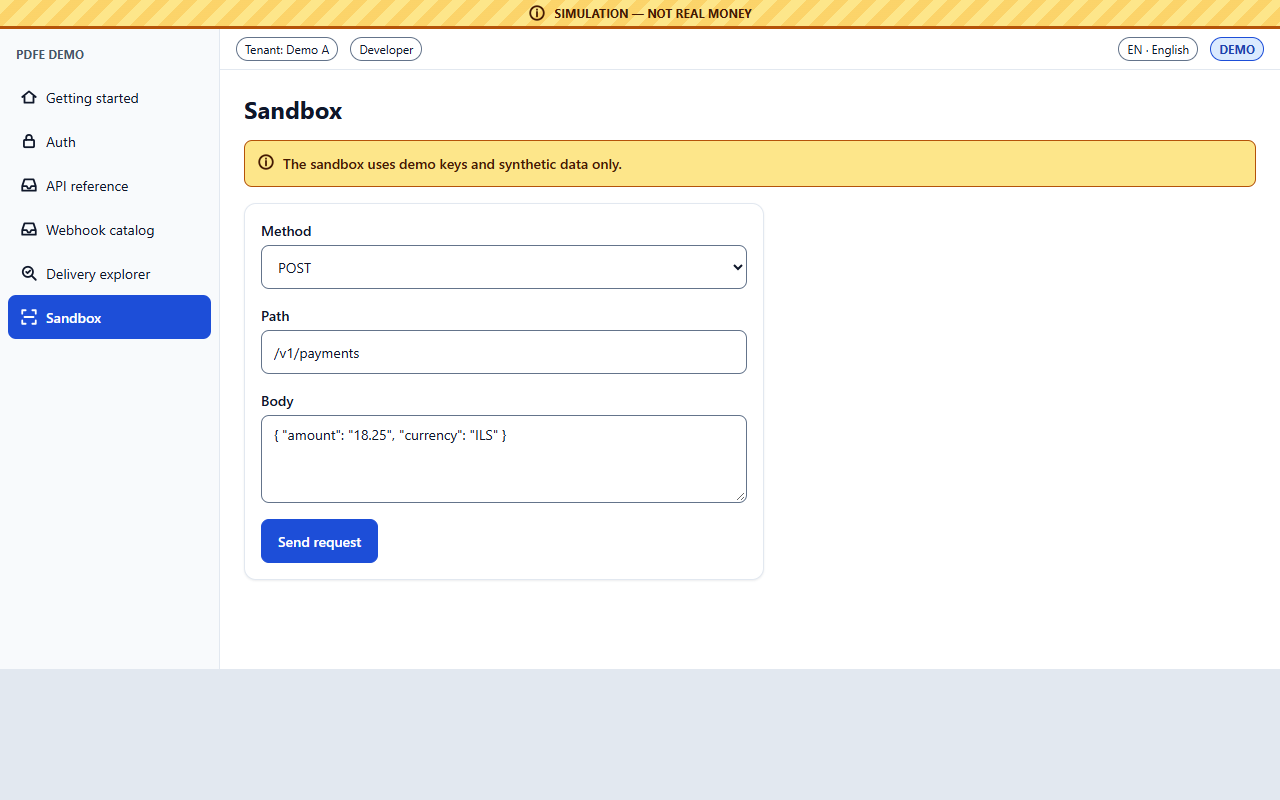 SIMULATION — NOT REAL MONEY
PDFE DEMO
Getting started
Auth
API reference
Webhook catalog
Delivery explorer
Sandbox
Tenant: Demo A
Developer
EN · English
DEMO
Sandbox
The sandbox uses demo keys and synthetic data only.
Method
POST
Path
/v1/payments
Body
{ "amount": "18.25", "currency": "ILS" }
Send request